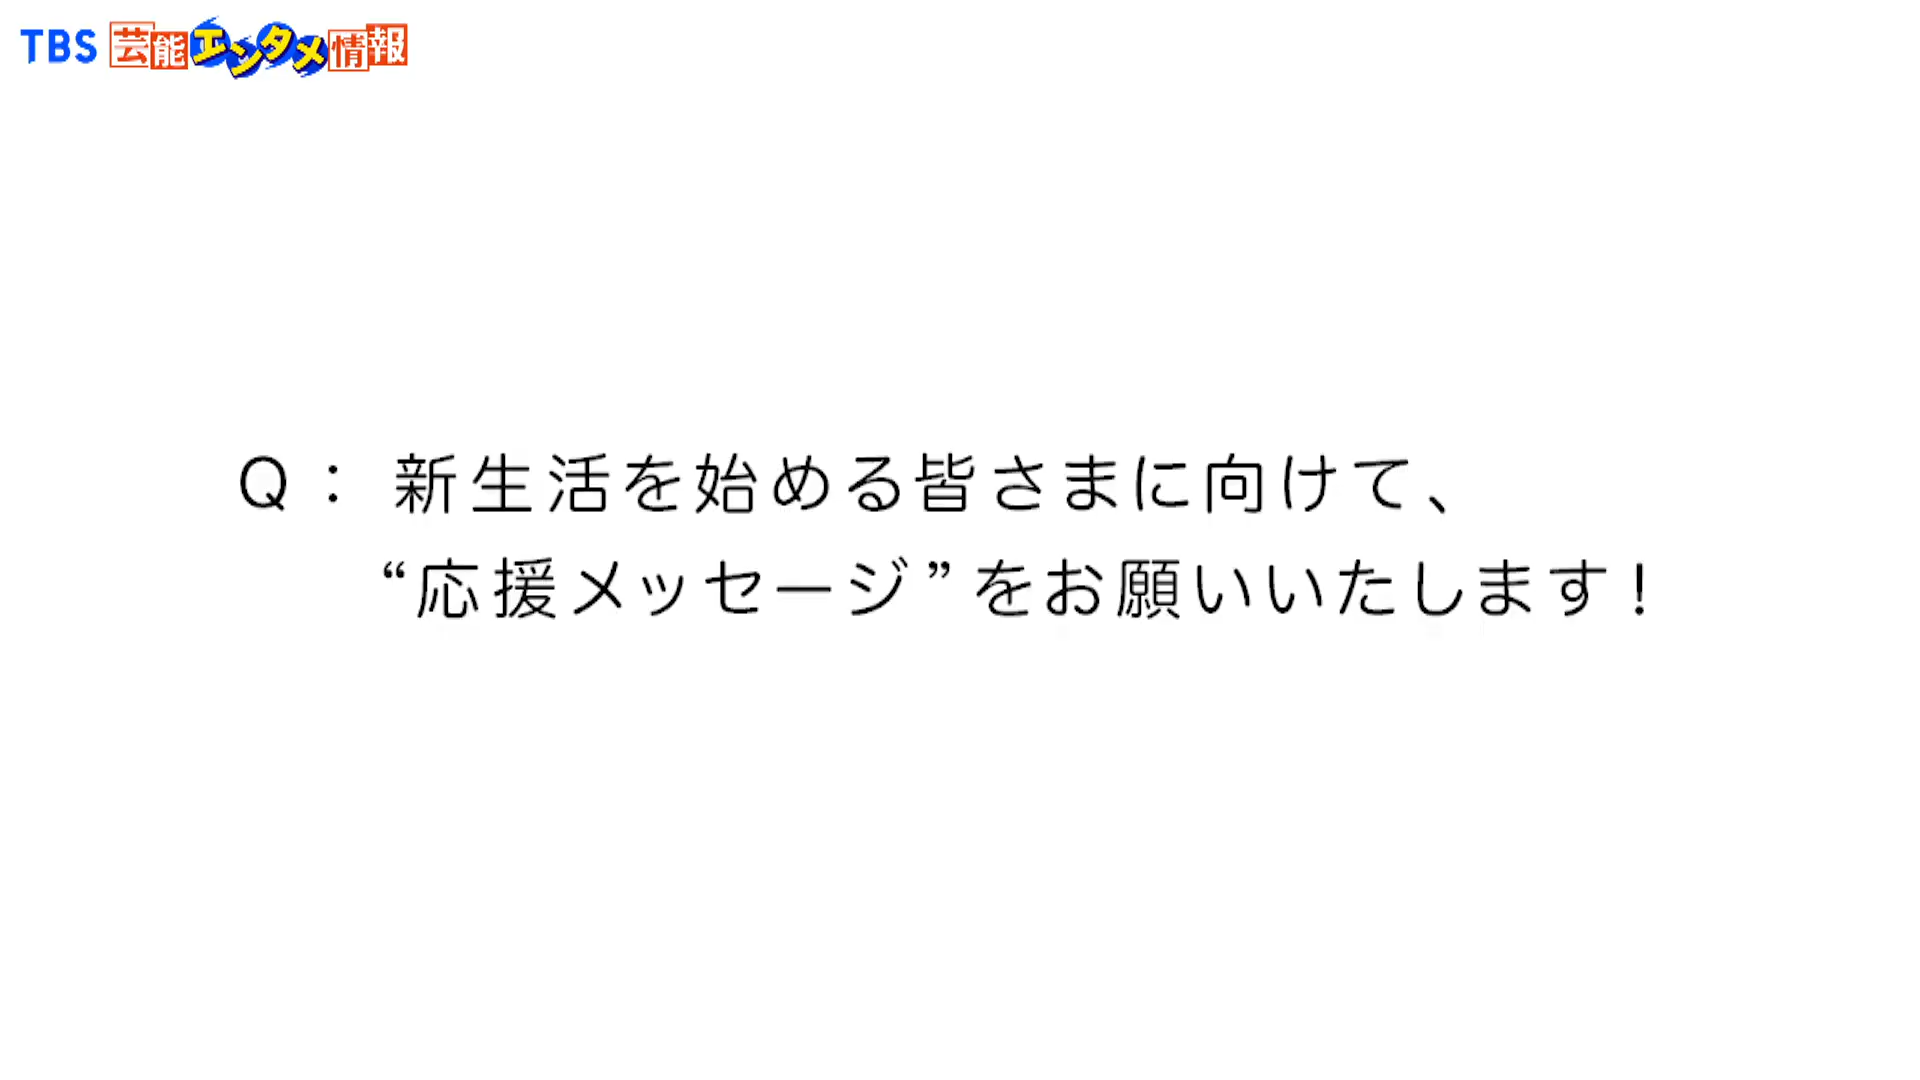 TBS 芸能エンタメ情報
Q：新生活を始める皆さまに向けて、
“応援メッセージ”をお願いいたします！